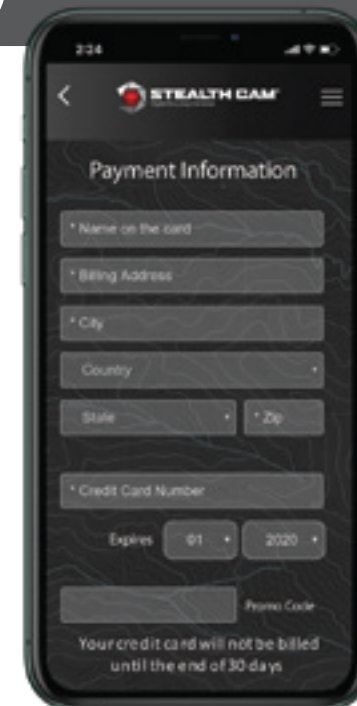 2:24
STEALTH CAM
Payment Information
* Name on the card
* Billing Address
* City
Country
State
* Zip
* Credit Card Number
Expires 01 2020
Promo Code
Your credit card will not be billed
until the end of 30 days